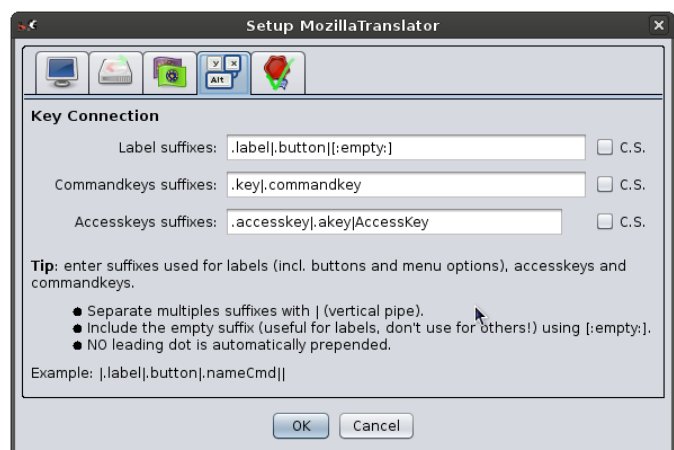 Setup MozillaTranslator
y x
Alt
Key Connection
Label suffixes: .label|.button|[:empty:] C.S.
Commandkeys suffixes: .key|.commandkey C.S.
Accesskeys suffixes: .accesskey|.akey|AccessKey C.S.
Tip: enter suffixes used for labels (incl. buttons and menu options), accesskeys and
commandkeys.
● Separate multiples suffixes with | (vertical pipe).
● Include the empty suffix (useful for labels, don't use for others!) using [:empty:].
● NO leading dot is automatically prepended.
Example: |.label|.button|.nameCmd||
OK Cancel